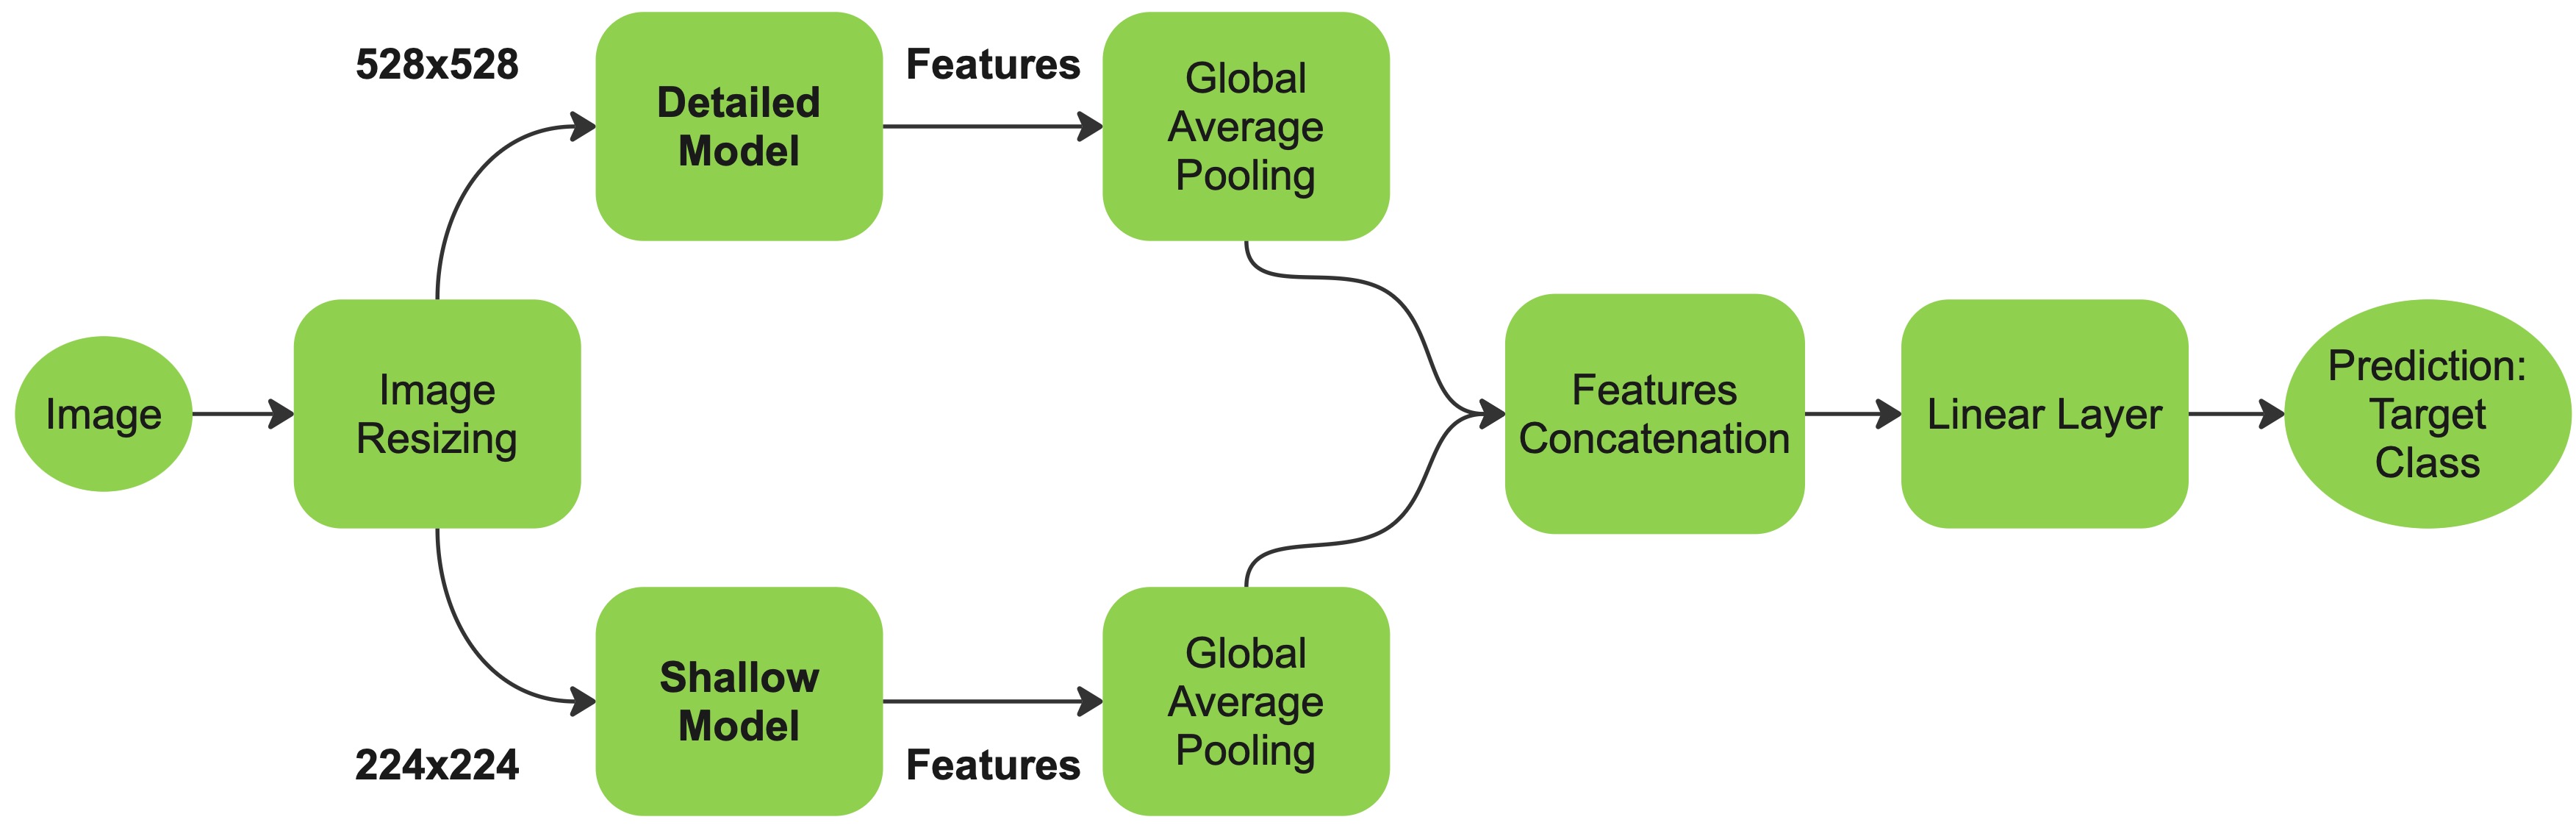 Image
Image
Resizing
528x528
Detailed
Model
Features
Global
Average
Pooling
224x224
Shallow
Model
Features
Global
Average
Pooling
Features
Concatenation
Linear Layer
Prediction:
Target
Class